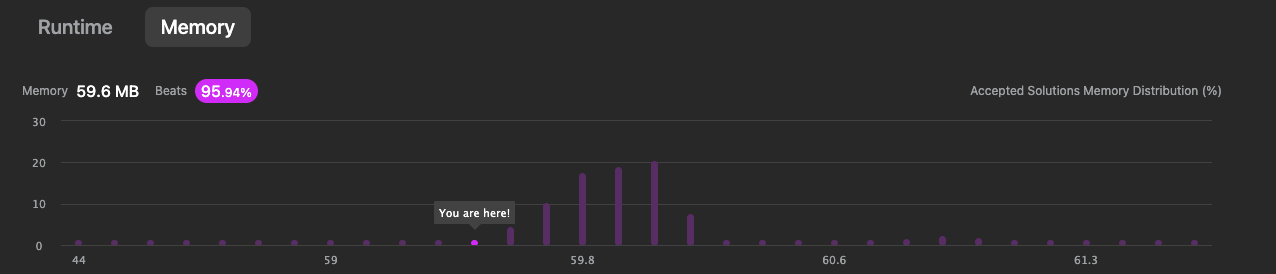 Runtime Memory
Memory 59.6 MB Beats 95.94% Accepted Solutions Memory Distribution (%)
30
20
10
You are here!
0
44 59 59.8 60.6 61.3